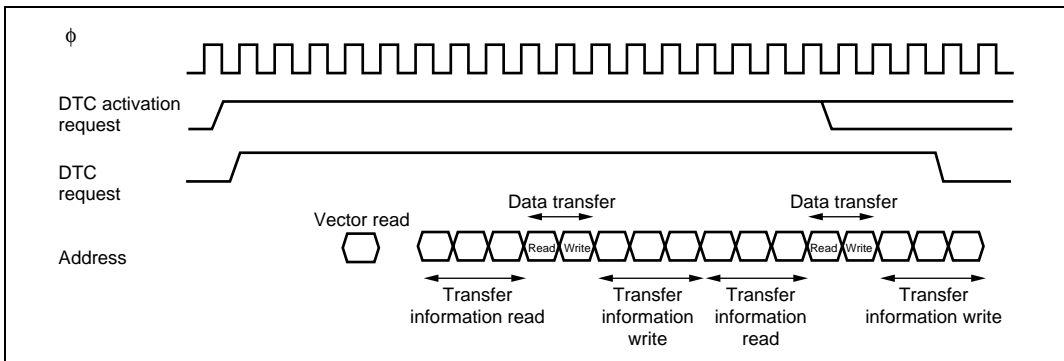 ϕ
DTC activation
request
DTC
request
Vector read
Data transfer
Data transfer
Address
Read
Write
Read
Write
Transfer
information read
Transfer
information
write
Transfer
information
read
Transfer
information write